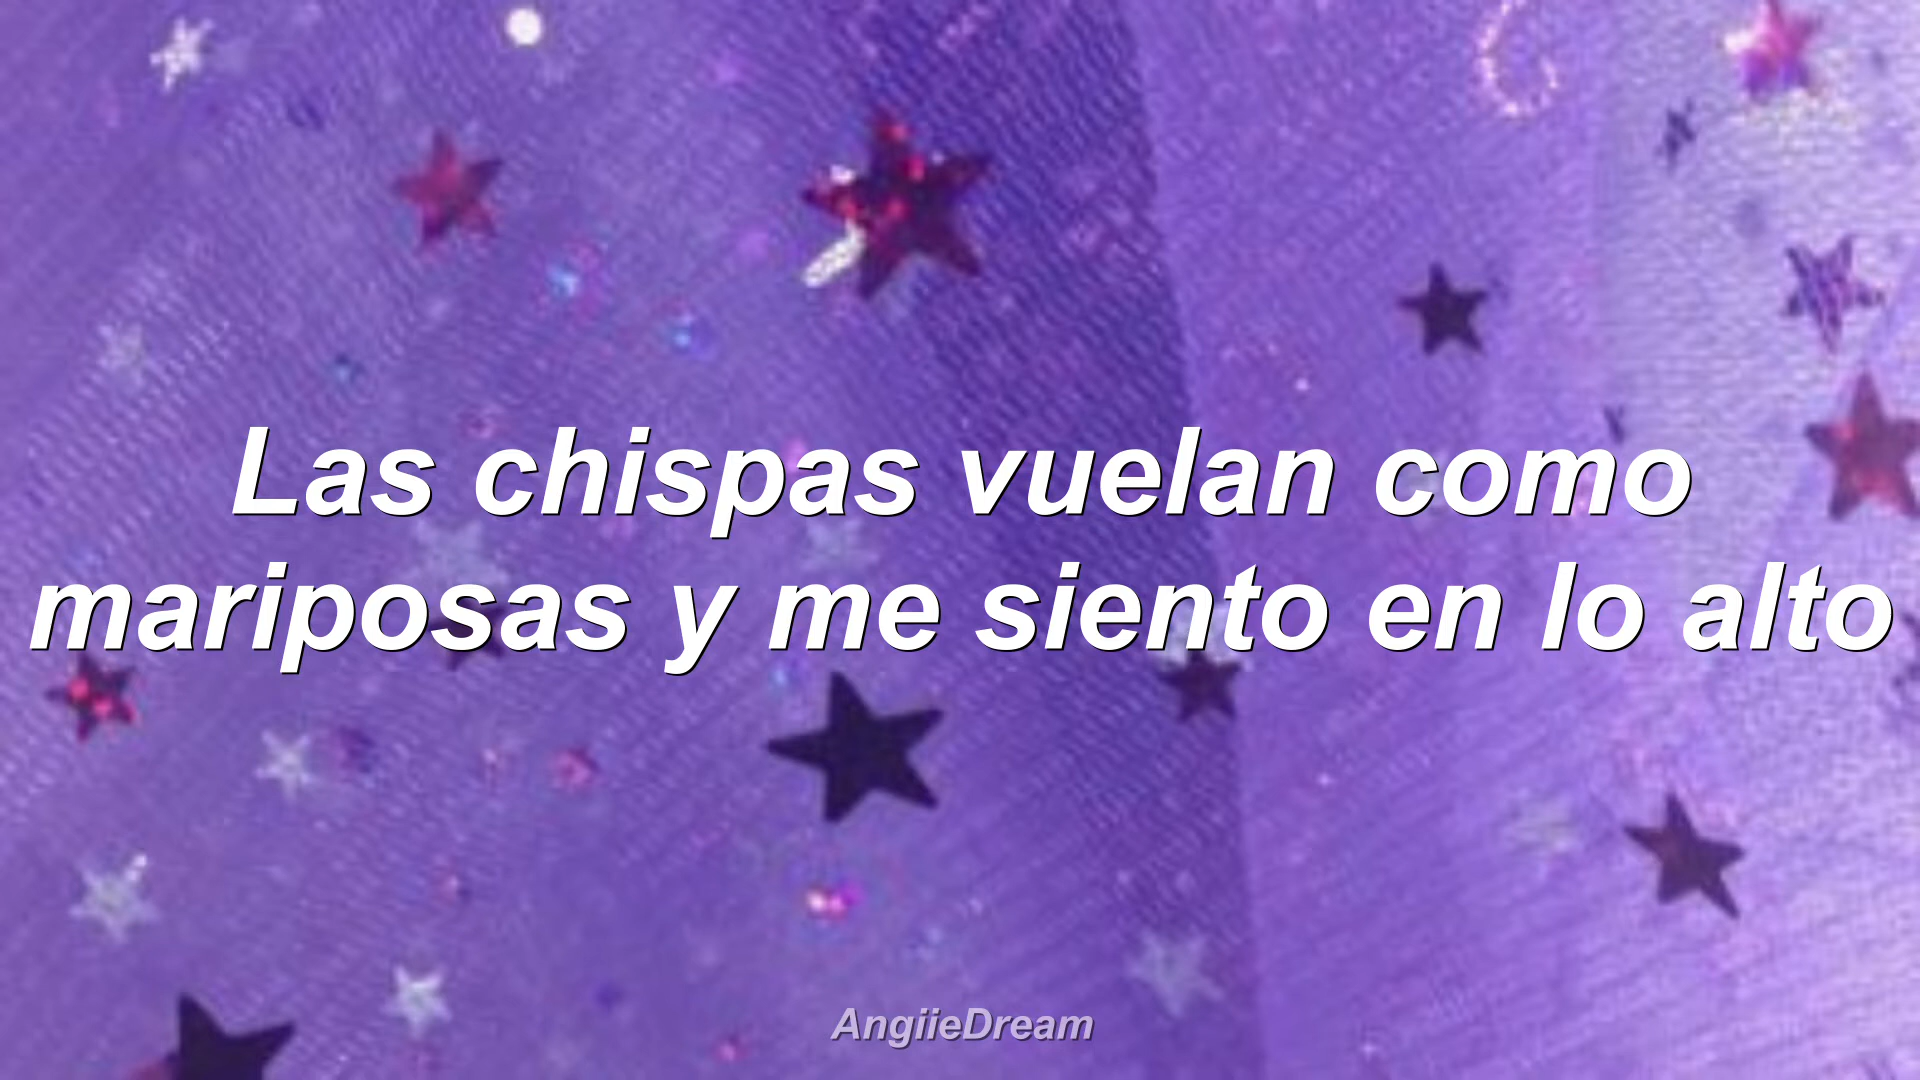 Las chispas vuelan como
mariposas y me siento en lo alto
AngiieDream